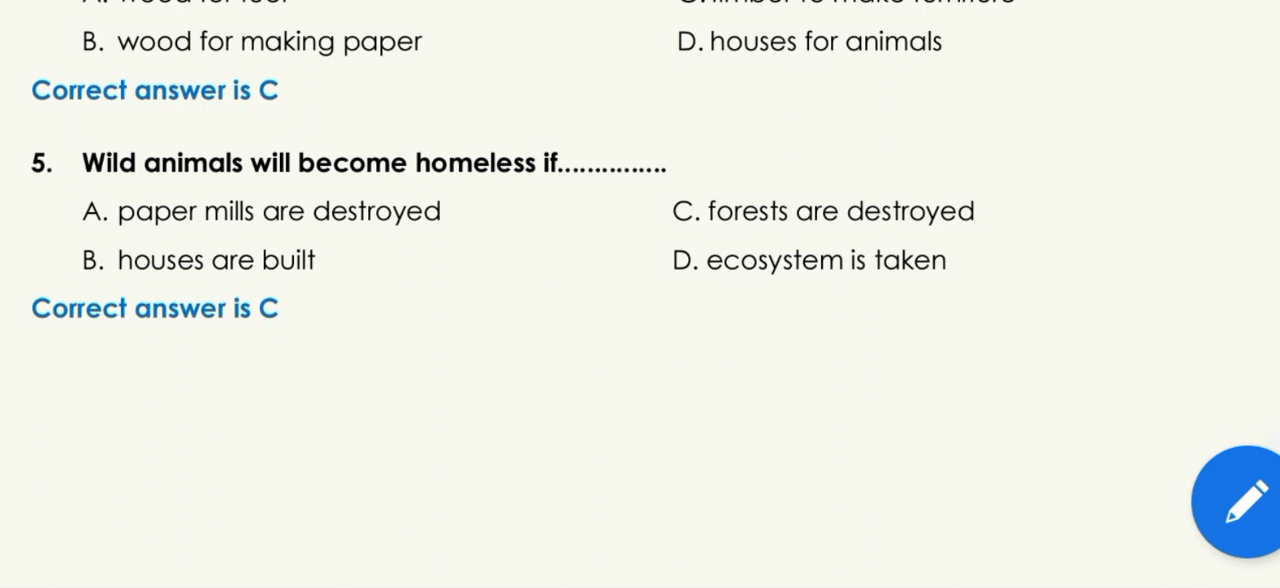 B. wood for making paper
D. houses for animals
Correct answer is C
5. Wild animals will become homeless if...............
A. paper mills are destroyed
C. forests are destroyed
B. houses are built
D. ecosystem is taken
Correct answer is C